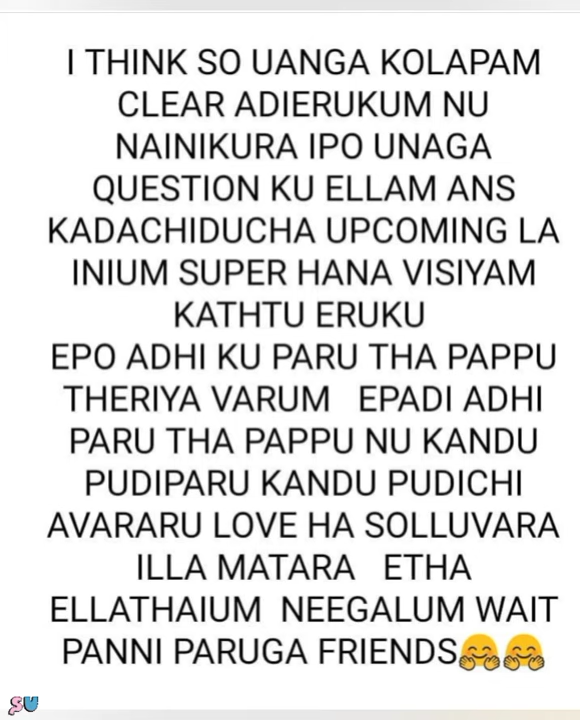 I THINK SO UANGA KOLAPAM
CLEAR ADIERUKUM NU
NAINIKURA IPO UNAGA
QUESTION KU ELLAM ANS
KADACHIDUCHA UPCOMING LA
INIUM SUPER HANA VISIYAM
KATHTU ERUKU
EPO ADHI KU PARU THA PAPPU
THERIYA VARUM EPADI ADHI
PARU THA PAPPU NU KANDU
PUDIPARU KANDU PUDICHI
AVARARU LOVE HA SOLLUVARA
ILLA MATARA ETHA
ELLATHAIUM NEEGALUM WAIT
PANNI PARUGA FRIENDS🤗🤗
SU